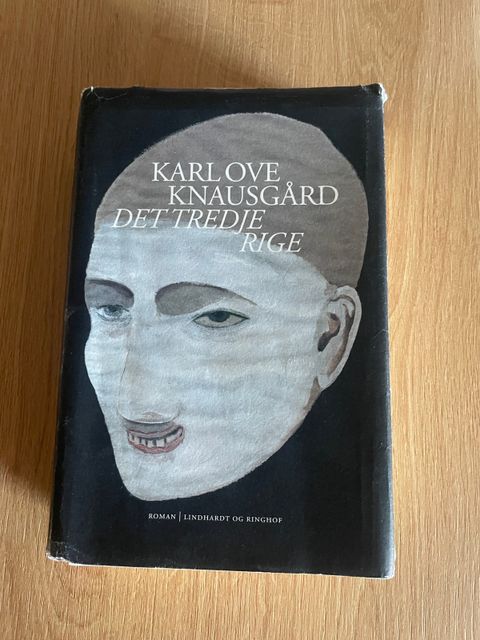 KARL OVE
KNAUSGÅRD
DET TREDJE
RIGE
ROMAN | LINDHARDT OG RINGHOF